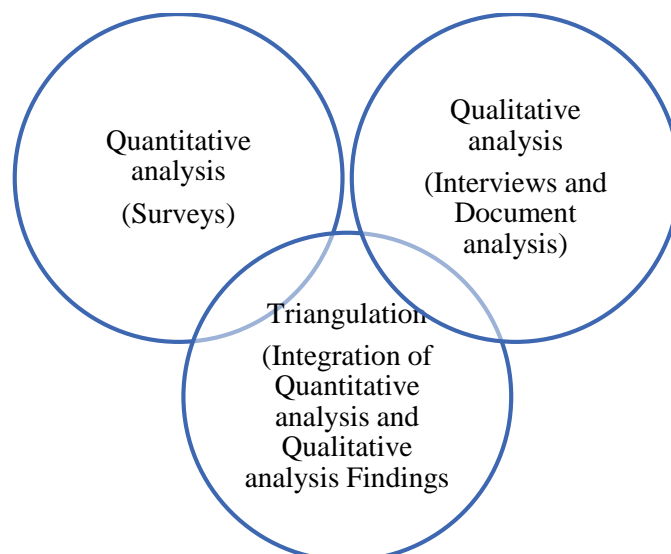 Quantitative
analysis
(Surveys)
Qualitative
analysis
(Interviews and
Document
analysis)
Triangulation
(Integration of
Quantitative
analysis and
Qualitative
analysis Findings